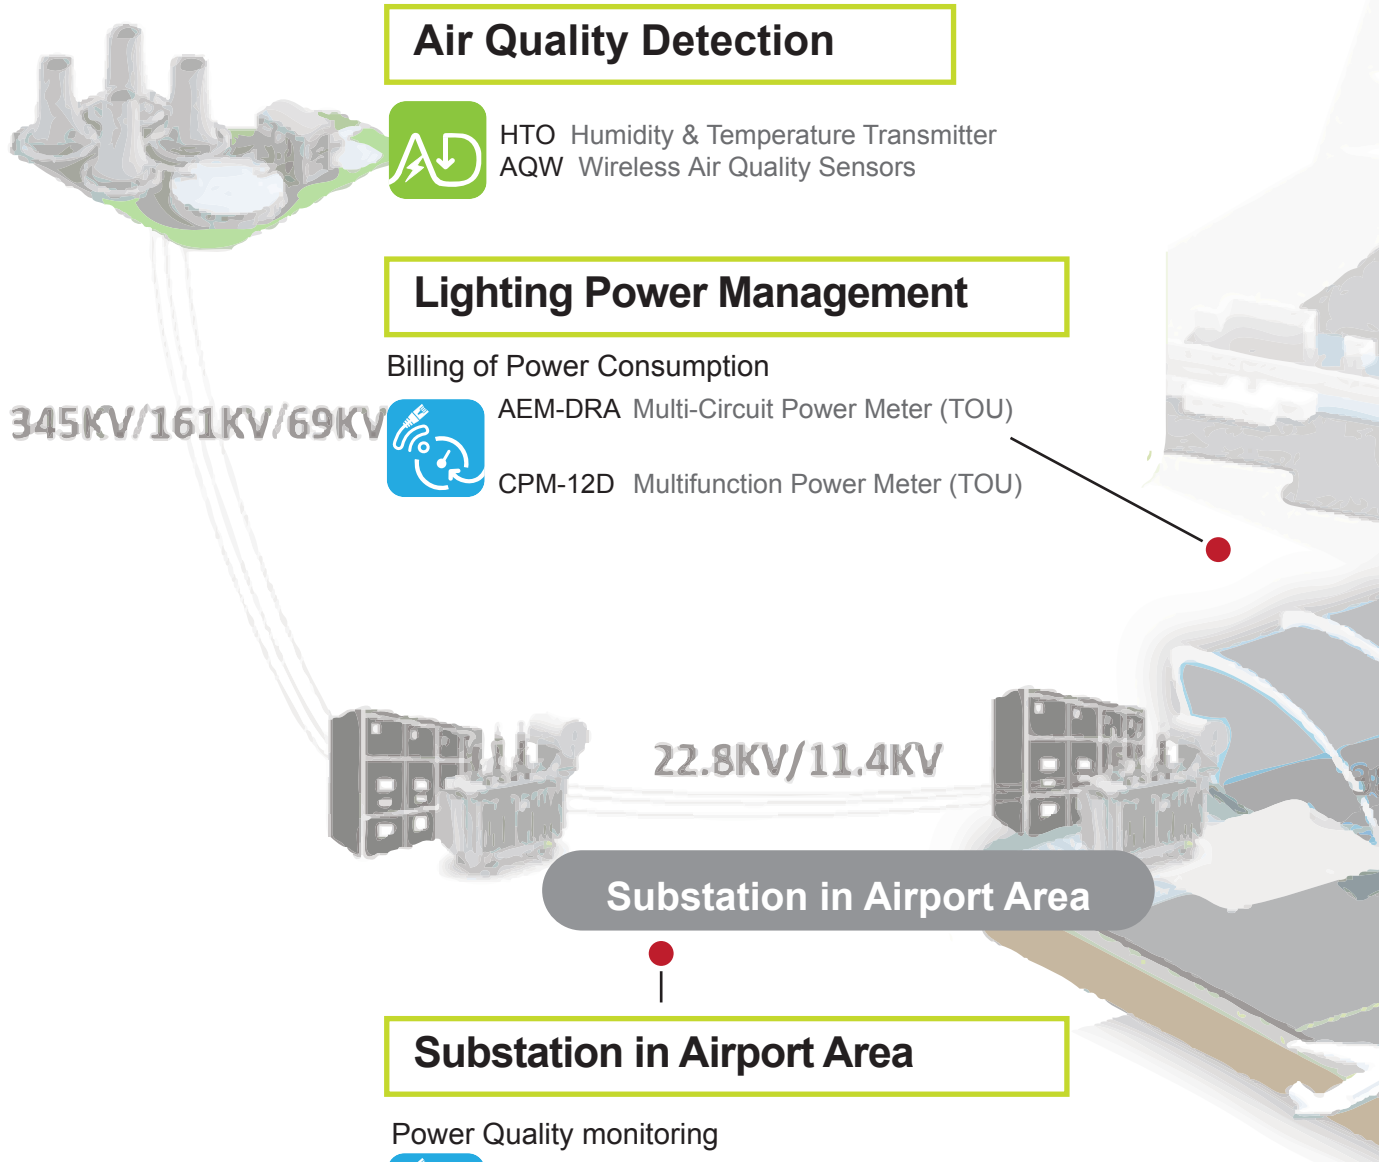 Air Quality Detection
HTO Humidity & Temperature Transmitter
AQW Wireless Air Quality Sensors
Lighting Power Management
Billing of Power Consumption
AEM-DRA Multi-Circuit Power Meter (TOU)
345KV/161KV/69KV
CPM-12D Multifunction Power Meter (TOU)
22.8KV/11.4KV
Substation in Airport Area
Substation in Airport Area
Power Quality monitoring